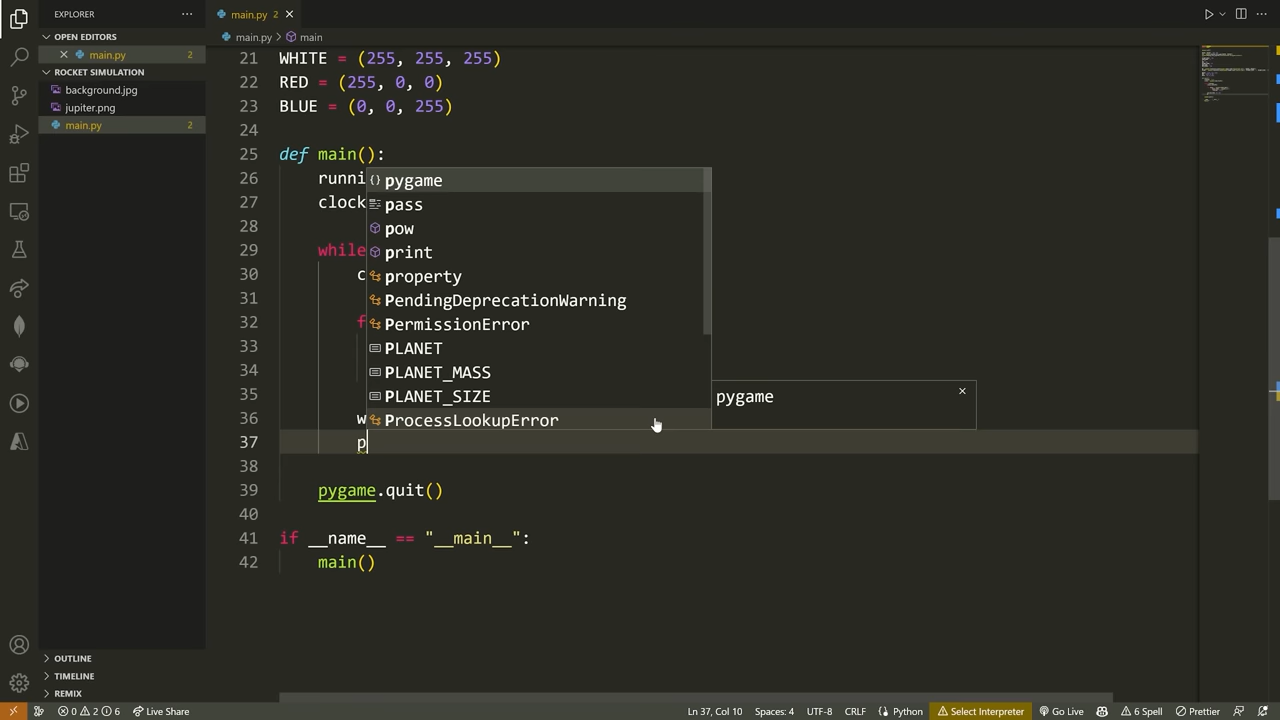 EXPLORER
OPEN EDITORS
main.py 2
ROCKET SIMULATION
background.jpg
jupiter.png
main.py 2
OUTLINE
TIMELINE
REMIX
main.py 2
main.py > main
21 WHITE = (255, 255, 255)
22 RED = (255, 0, 0)
23 BLUE = (0, 0, 255)
24
25 def main():
26 runni
27 clock
28
29 while
30 c
31
32 f
33
34
35
36 w
37 p
38
39 pygame.quit()
40
41 if __name__ == "__main__":
42 main()
pygame
pass
pow
print
property
PendingDeprecationWarning
PermissionError
PLANET
PLANET_MASS
PLANET_SIZE
ProcessLookupError
pygame
0 2 6 Live Share Ln 37, Col 10 Spaces: 4 UTF-8 CRLF Python Select Interpreter Go Live 6 Spell Prettier